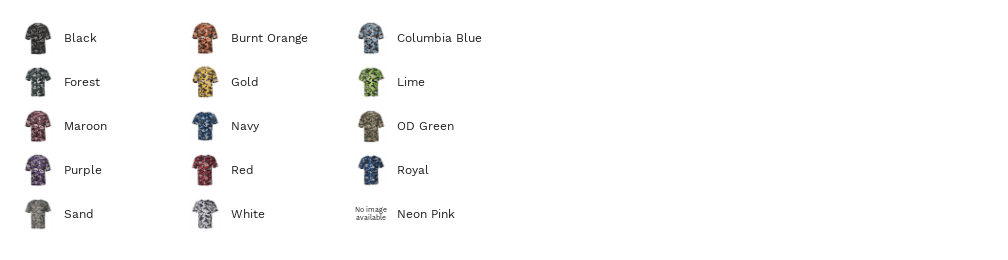 Black
Burnt Orange
Columbia Blue
Forest
Gold
Lime
Maroon
Navy
OD Green
Purple
Red
Royal
Sand
White
No image
available
Neon Pink